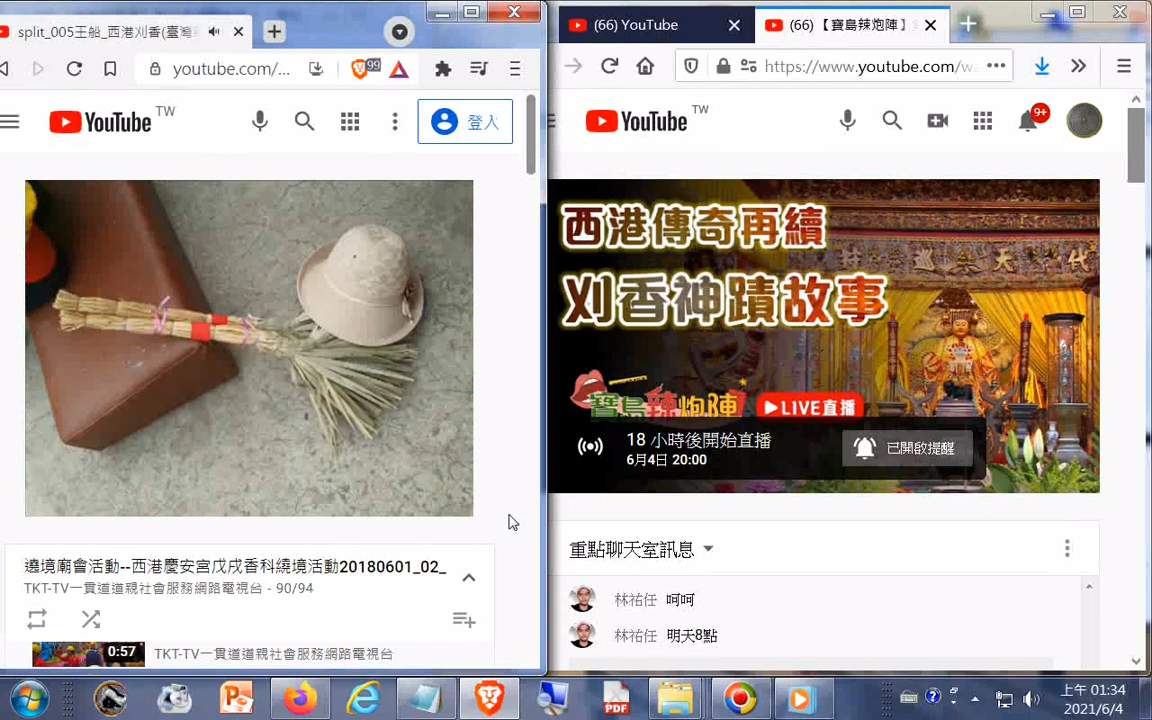 split_005王船_西港刈香(臺灣
youtube.com/...
99
YouTube TW
登入
遶境廟會活動--西港慶安宮戊戌香科繞境活動20180601_02_
TKT-TV一貫道道親社會服務網路電視台 - 90/94
0:57
TKT-TV一貫道道親社會服務網路電視台
(66) YouTube
(66) 【寶島辣炮陣】
https://www.youtube.com/wa
YouTube TW
9+
西港傳奇再續
刈香神蹟故事
寶島辣炮陣
LIVE直播
18 小時後開始直播
6月4日 20:00
已開啟提醒
重點聊天室訊息
林祐任 呵呵
林祐任 明天8點
PDF
上午 01:34
2021/6/4